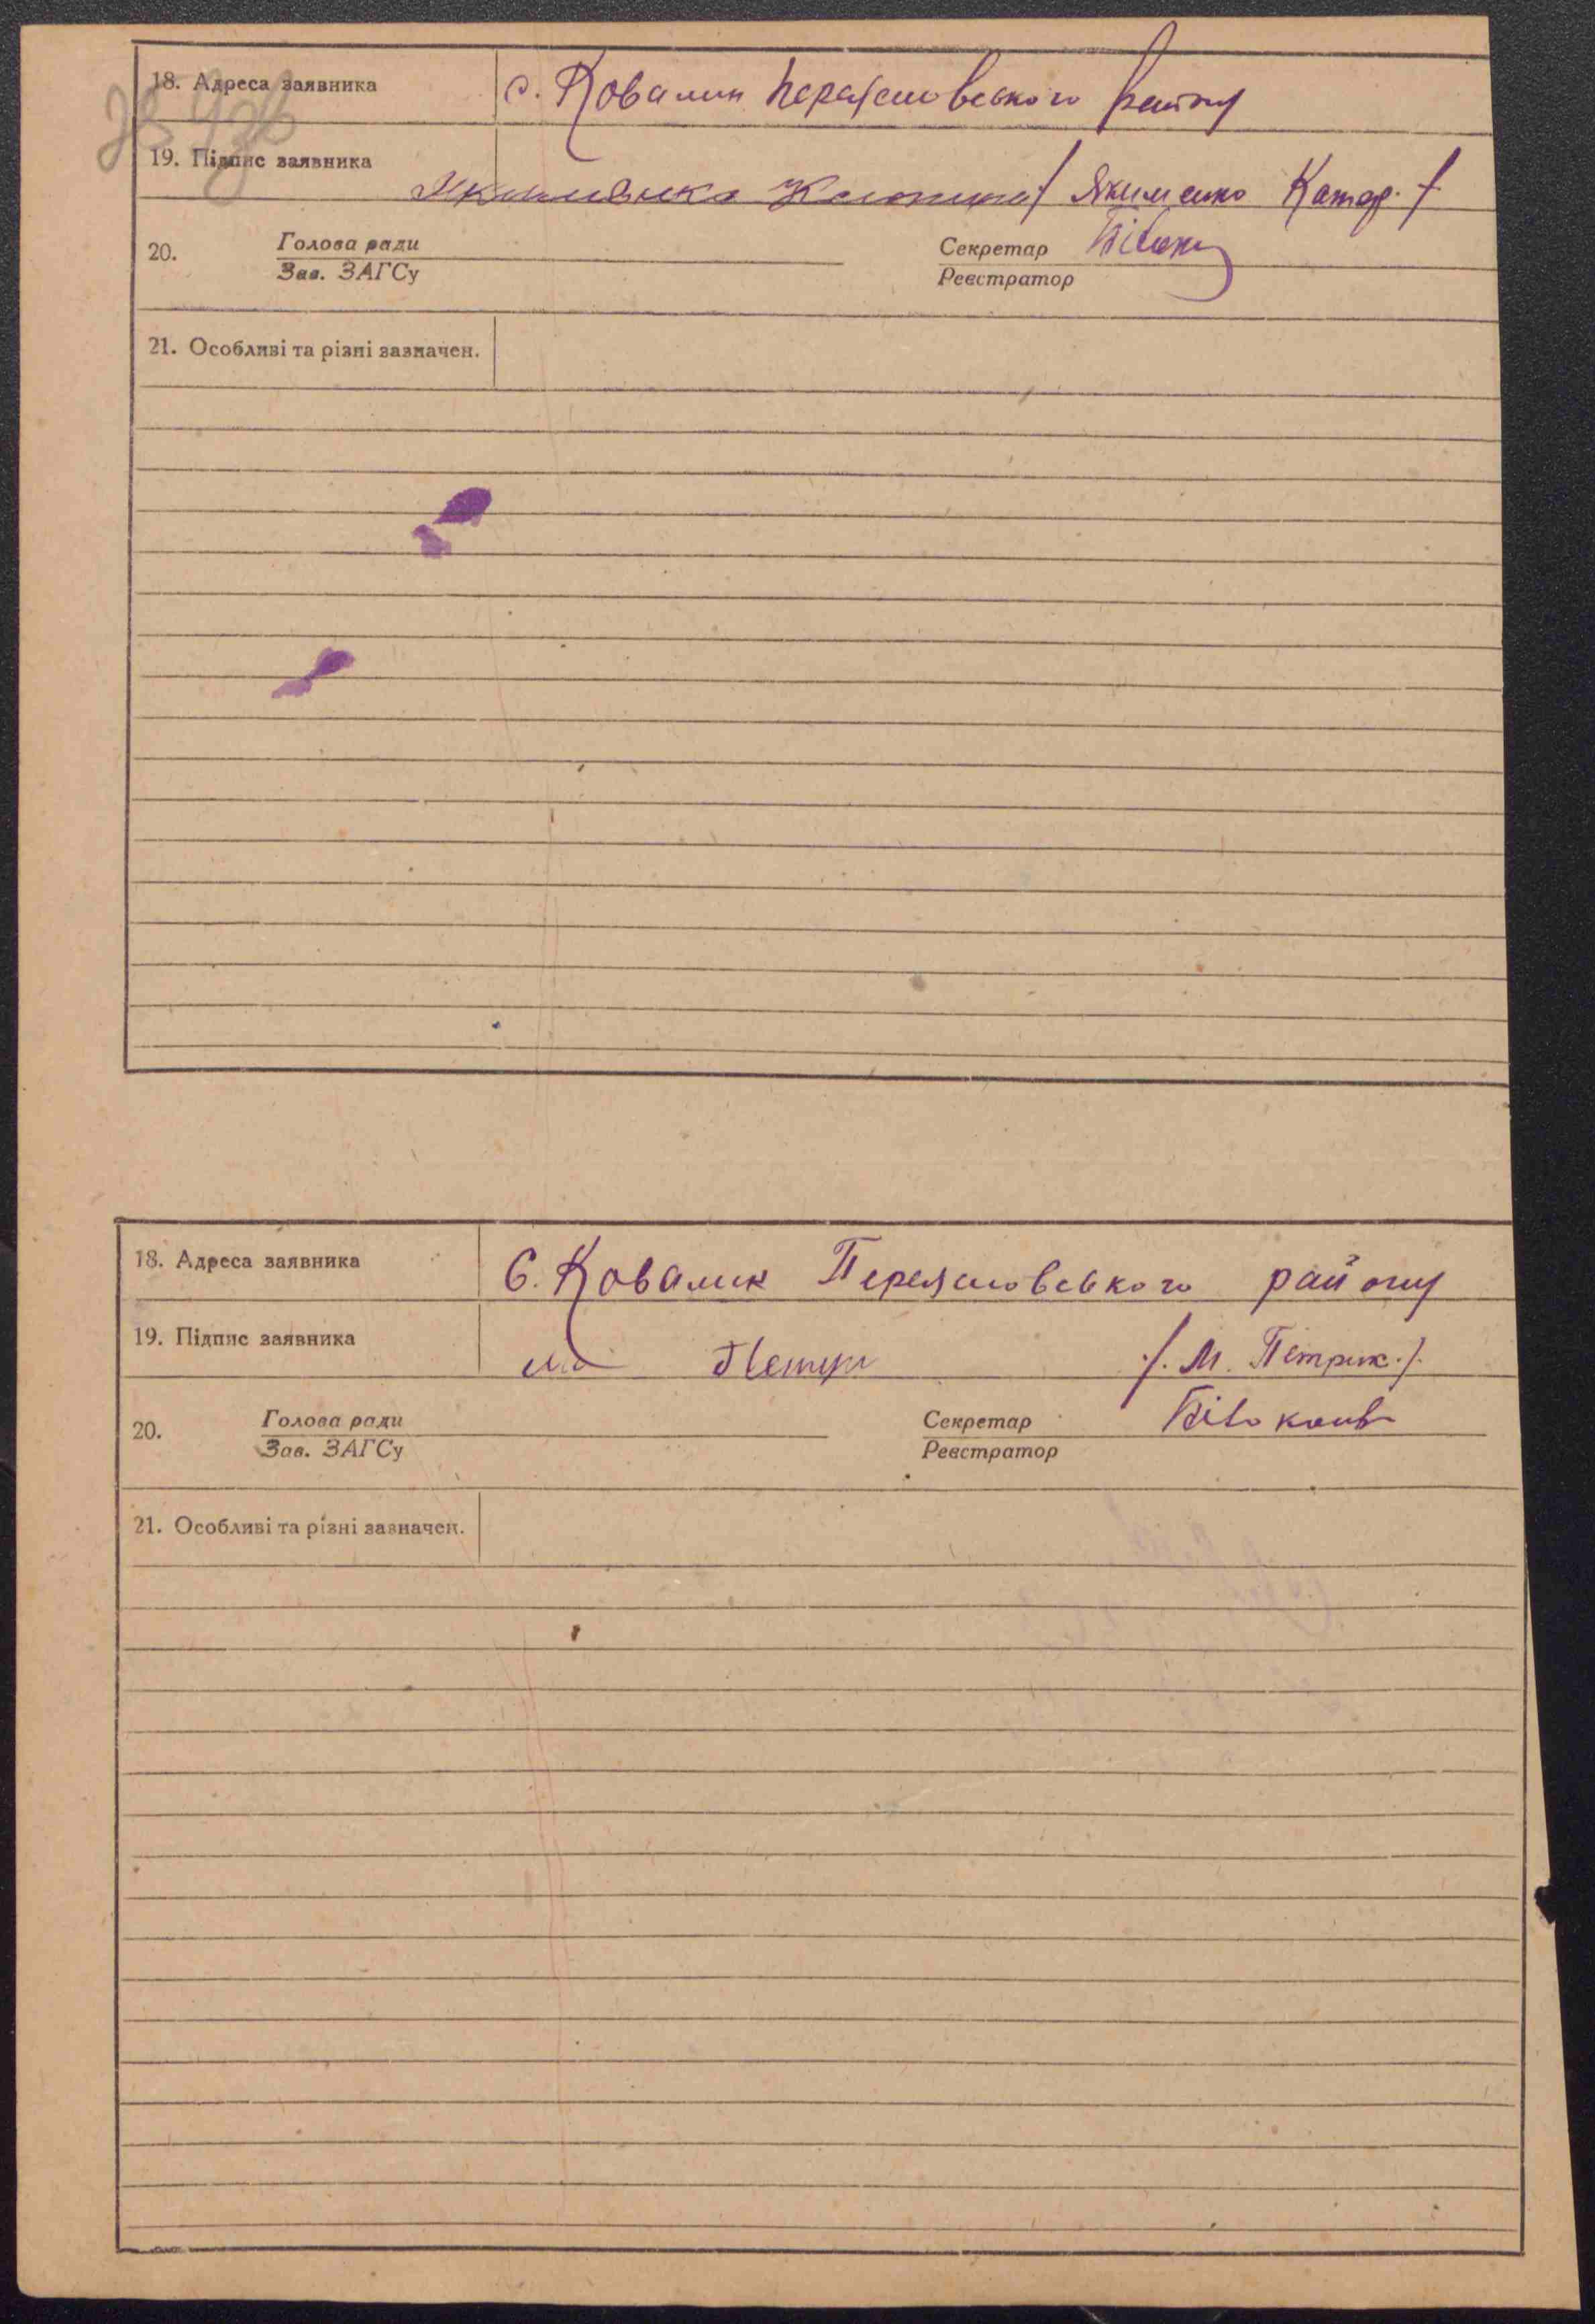 18. Адреса заявника с. Ковалин Переяславського району
19. Підпис заявника Якименка /Якименко Катер./
20. Голова ради Секретар
Зав. ЗАГСу Реєстратор
21. Особливі та різні зазначен.
18. Адреса заявника С. Ковалин Переяславського району
19. Підпис заявника Петри /. М. Петрик./.
20. Голова ради Секретар
Зав. ЗАГСу Реєстратор
21. Особливі та різні зазначен.